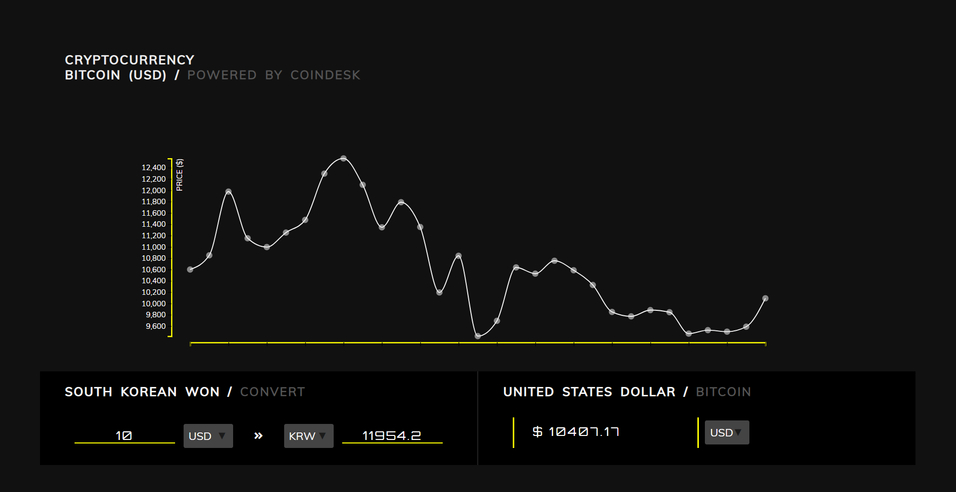 CRYPTOCURRENCY
BITCOIN (USD) / POWERED BY COINDESK
PRICE ($)
12,400
12,200
12,000
11,800
11,600
11,400
11,200
11,000
10,800
10,600
10,400
10,200
10,000
9,800
9,600
SOUTH KOREAN WON / CONVERT
10 USD ▼ » KRW ▼ 11954.2
UNITED STATES DOLLAR / BITCOIN
$ 10407.17 USD ▼